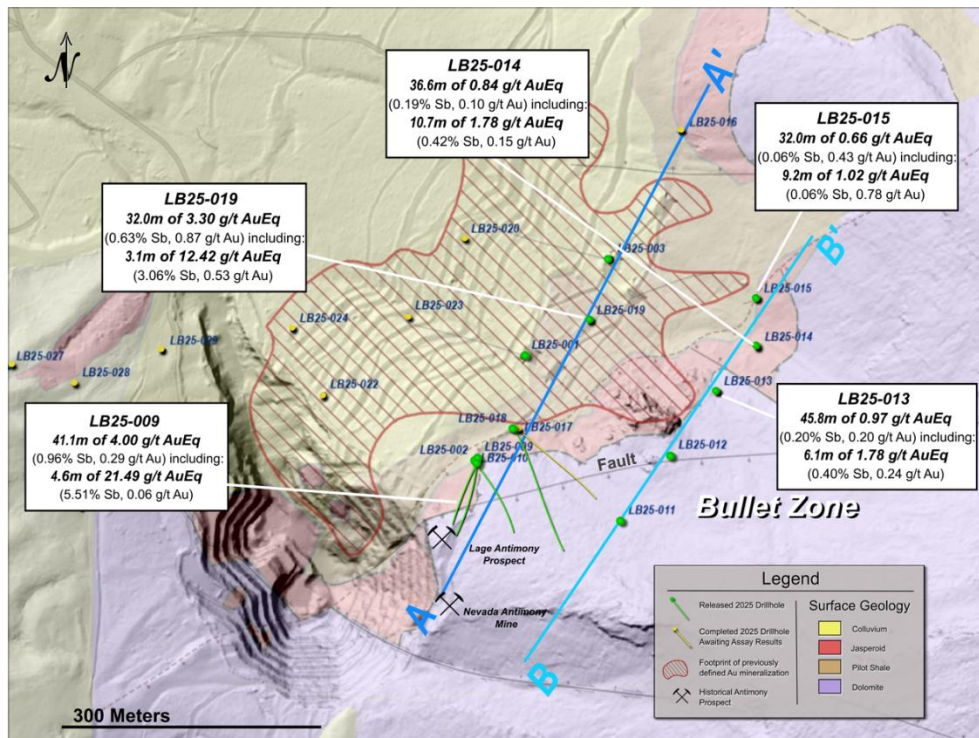 N
LB25-014
36.6m of 0.84 g/t AuEq
(0.19% Sb, 0.10 g/t Au) including:
10.7m of 1.78 g/t AuEq
(0.42% Sb, 0.15 g/t Au)
A'
LB25-016
LB25-015
32.0m of 0.66 g/t AuEq
(0.06% Sb, 0.43 g/t Au) including:
9.2m of 1.02 g/t AuEq
(0.06% Sb, 0.78 g/t Au)
LB25-019
32.0m of 3.30 g/t AuEq
(0.63% Sb, 0.87 g/t Au) including:
3.1m of 12.42 g/t AuEq
(3.06% Sb, 0.53 g/t Au)
LB25-020
LB25-003
B'
LB25-015
LB25-023
LB25-019
LB25-024
LB25-014
LB25-001
LB25-027
LB25-028
LB25-022
LB25-013
LB25-009
41.1m of 4.00 g/t AuEq
(0.96% Sb, 0.29 g/t Au) including:
4.6m of 21.49 g/t AuEq
(5.51% Sb, 0.06 g/t Au)
LB25-018
LB25-017
LB25-002
LB25-009
LB25-010
Fault
LB25-012
LB25-013
45.8m of 0.97 g/t AuEq
(0.20% Sb, 0.20 g/t Au) including:
6.1m of 1.78 g/t AuEq
(0.40% Sb, 0.24 g/t Au)
LB25-011
Bullet Zone
Lage Antimony
Prospect
A
Nevada Antimony
Mine
B
Legend
Released 2025 Drillhole
Completed 2025 Drillhole
Awaiting Assay Results
Footprint of previously
defined Au mineralization
Historical Antimony
Prospect
Surface Geology
Colluvium
Jasperoid
Pilot Shale
Dolomite
300 Meters